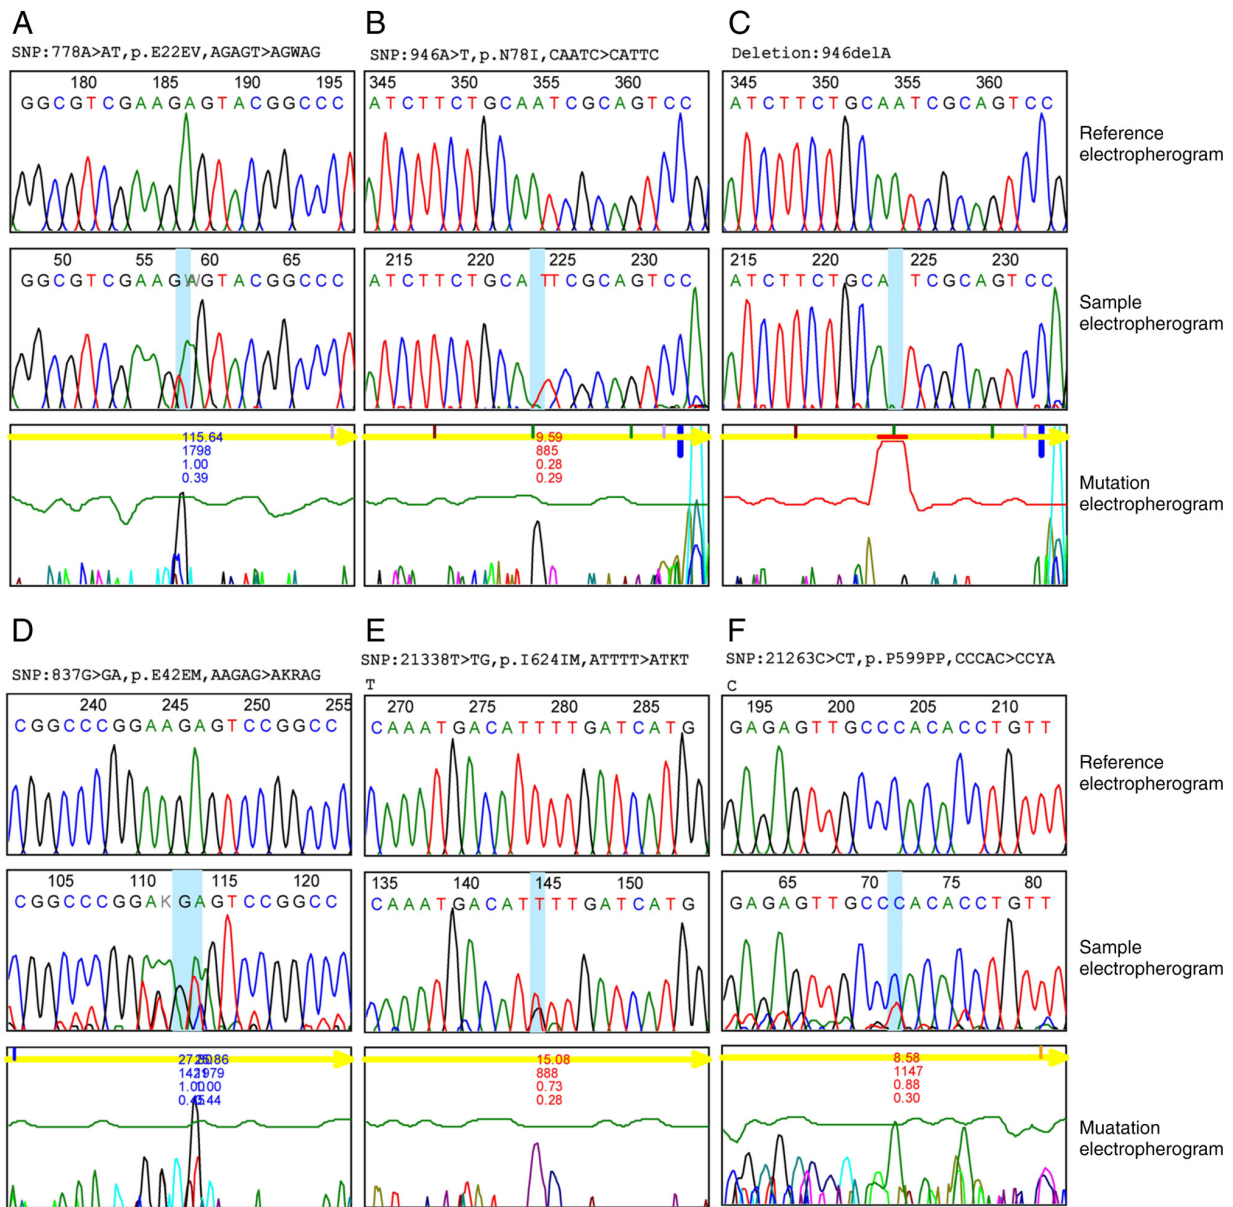 A
SNP:778A>AT,p.E22EV,AGAGT>AGWAG
180 185 190 195
GGCGTCGAAGAGTACGGCCC
50 55 60 65
GGCGTCGAAGWGTACGGCCC
115.64
1798
1.00
0.39
B
SNP:946A>T,p.N78I,CAATC>CATTC
345 350 355 360
ATCTTCTGCAATCGCAGTCC
215 220 225 230
ATCTTCTGCA TTCGCAGTCC
9.59
885
0.28
0.29
C
Deletion:946delA
345 350 355 360
ATCTTCTGCAATCGCAGTCC
215 220 225 230
ATCTTCTGCA TCGCAGTCC
Reference
electropherogram
Sample
electropherogram
Mutation
electropherogram
D
SNP:837G>GA,p.E42EM,AAGAG>AKRAG
240 245 250 255
CGGCCCGGAAGAGTCCGGCC
105 110 115 120
CGGCCCGGAKGAGTCCGGCC
E
SNP:21338T>TG,p.I624IM,ATTTT>ATKT
T
270 275 280 285
CAAATGACATTTTGATCATG
135 140 145 150
CAAATGACATTTTGATCATG
15.08
888
0.73
0.28
F
SNP:21263C>CT,p.P599PP,CCCAC>CCYA
C
195 200 205 210
GAGAGTTGCCCACACCTGTT
65 70 75 80
GAGAGTTGCCCACACCTGTT
8.58
1147
0.88
0.30
Reference
electropherogram
Sample
electropherogram
Muatation
electropherogram